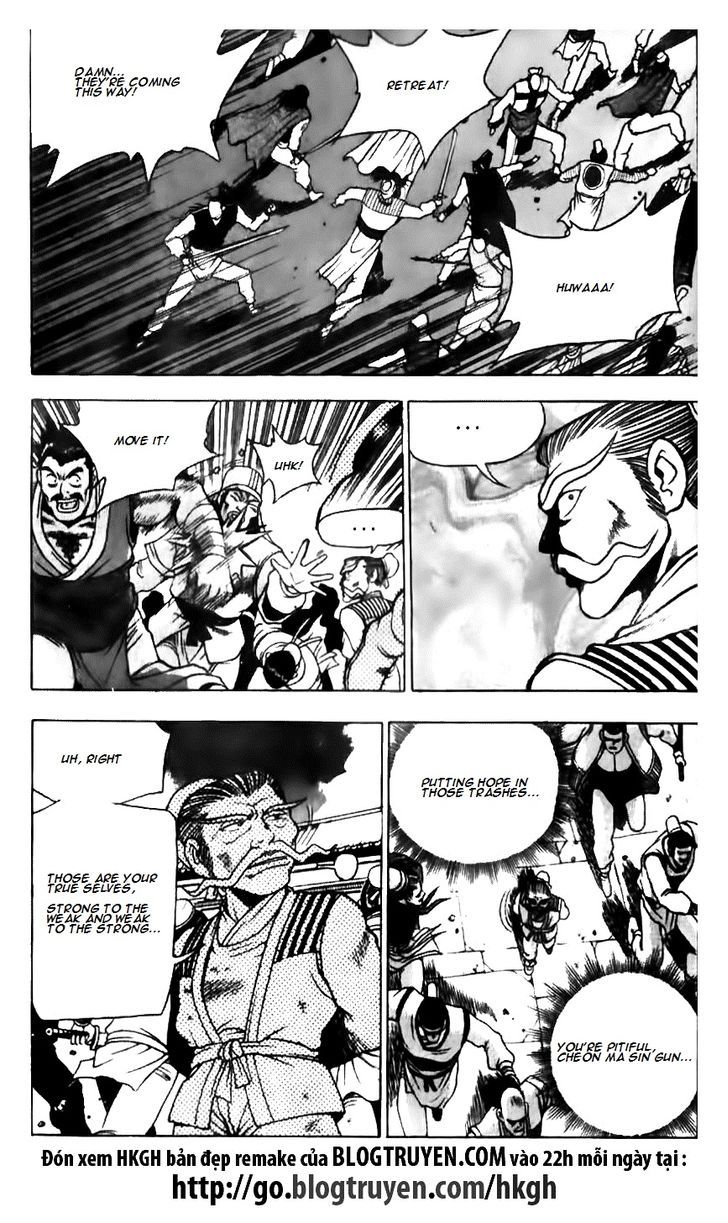 DAMN...
THEY'RE COMING
THIS WAY!
RETREAT!
HUWAAA!
MOVE IT!
UHK!
...
...
UH, RIGHT
THOSE ARE YOUR
TRUE SELVES,
STRONG TO THE
WEAK AND WEAK
TO THE STRONG...
PUTTING HOPE IN
THOSE TRASHES...
YOU'RE PITIFUL,
CHEON MA SIN GUN...
Đón xem HKGH bản đẹp remake của BLOGTRUYEN.COM vào 22h mỗi ngày tại :
http://go.blogtruyen.com/hkgh